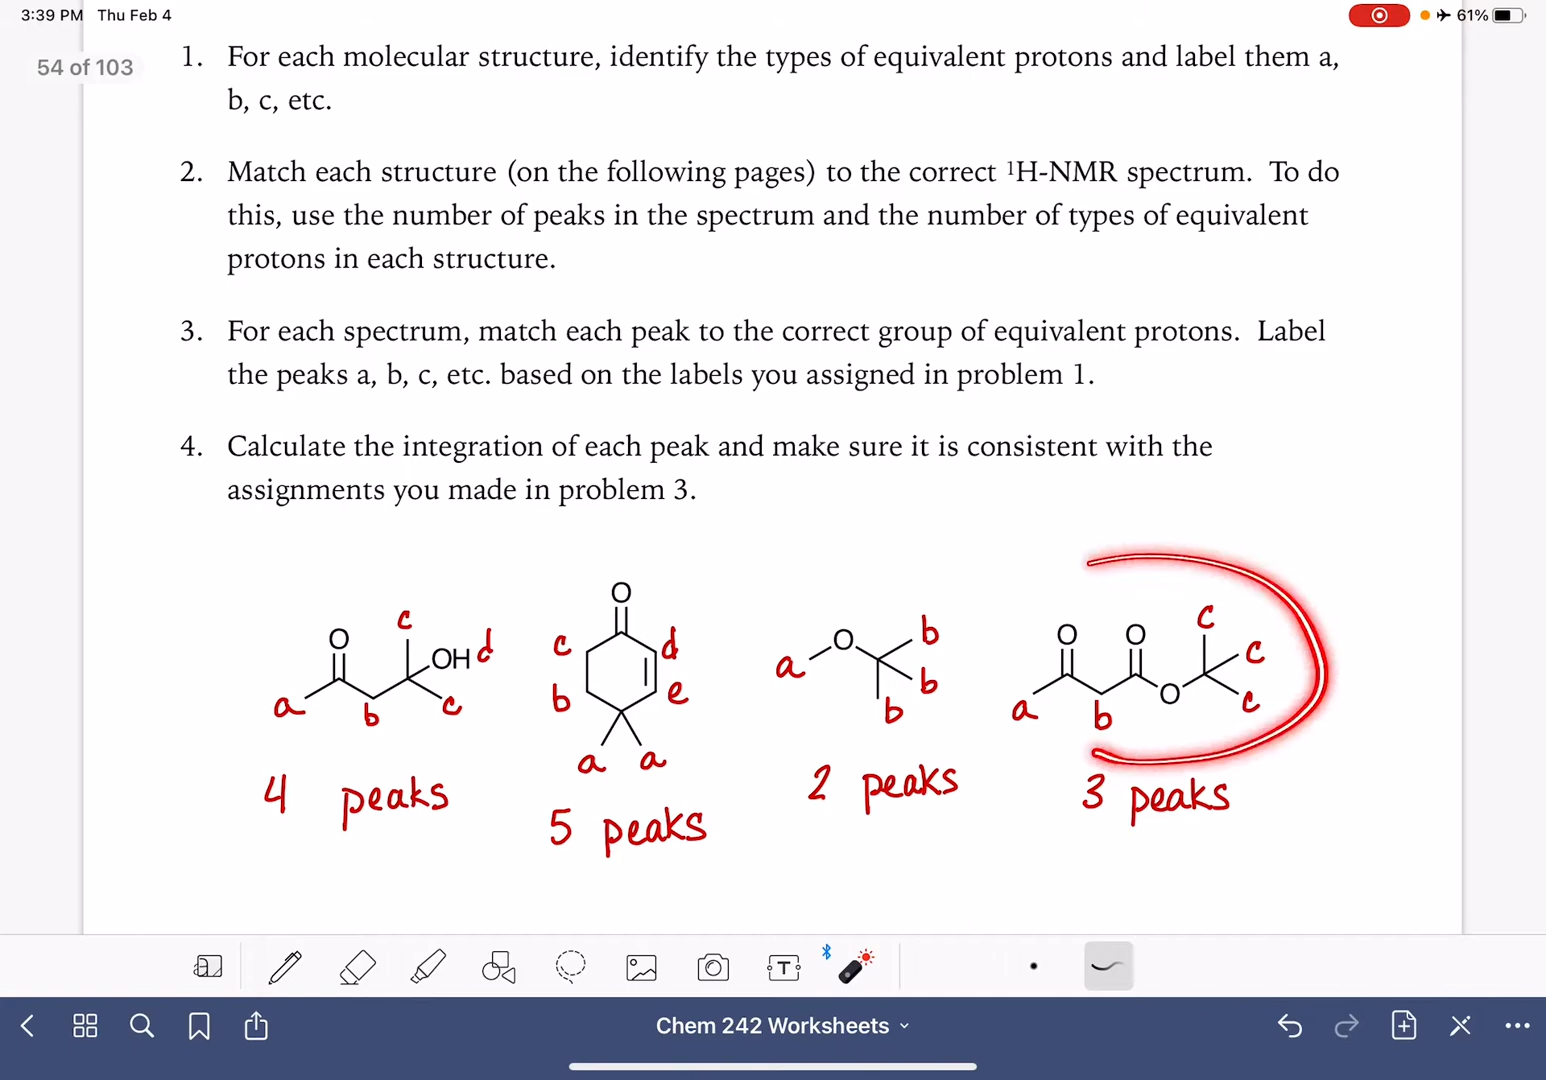 3:39 PM Thu Feb 4
61%
54 of 103
1. For each molecular structure, identify the types of equivalent protons and label them a,
b, c, etc.
2. Match each structure (on the following pages) to the correct ¹H-NMR spectrum. To do
this, use the number of peaks in the spectrum and the number of types of equivalent
protons in each structure.
3. For each spectrum, match each peak to the correct group of equivalent protons. Label
the peaks a, b, c, etc. based on the labels you assigned in problem 1.
4. Calculate the integration of each peak and make sure it is consistent with the
assignments you made in problem 3.
O c OH d a b c
4 peaks
O c d b e a a
5 peaks
a O b b b
2 peaks
O O c c a b O c
3 peaks
T
Chem 242 Worksheets